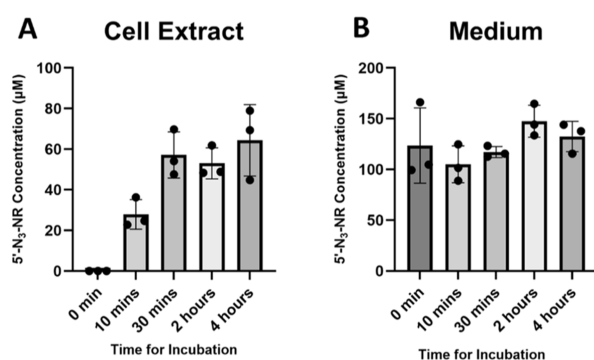 A Cell Extract
5'-N₃-NR Concentration (µM)
100
80
60
40
20
0
0 min
10 mins
30 mins
2 hours
4 hours
Time for Incubation
B Medium
5'-N₃-NR Concentration (µM)
200
150
100
50
0
0 min
10 mins
30 mins
2 hours
4 hours
Time for Incubation